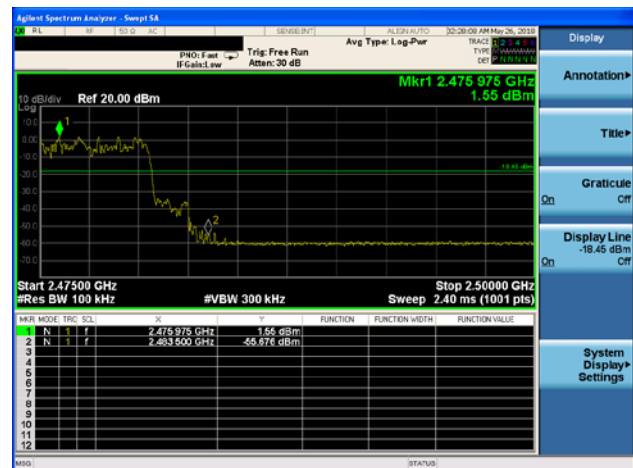 Agilent Spectrum Analyzer - Swept SA
RL RF 50 Ω AC SENSE:INT ALIGN AUTO 02:28:08 AM May 26, 2018
Avg Type: Log-Pwr
TRACE 1 2 3 4 5 6
TYPE
DET P N N N N N
PNO: Fast Trig: Free Run
IFGain:Low Atten: 30 dB
Mkr1 2.475 975 GHz
1.55 dBm
10 dB/div Ref 20.00 dBm
Log
10.0
0.00
-10.0
-20.0
-30.0
-40.0
-50.0
-60.0
-70.0
1
2
-18.45 dBm
Start 2.47500 GHz Stop 2.50000 GHz
#Res BW 100 kHz #VBW 300 kHz Sweep 2.40 ms (1001 pts)
MKR MODE TRC SCL X Y FUNCTION FUNCTION WIDTH FUNCTION VALUE
1 N 1 f 2.475 975 GHz 1.55 dBm
2 N 1 f 2.483 500 GHz -55.676 dBm
3
4
5
6
7
8
9
10
11
12
MSG STATUS
Display
Annotation
Title
Graticule
On Off
Display Line
-18.45 dBm
On Off
System
Display
Settings